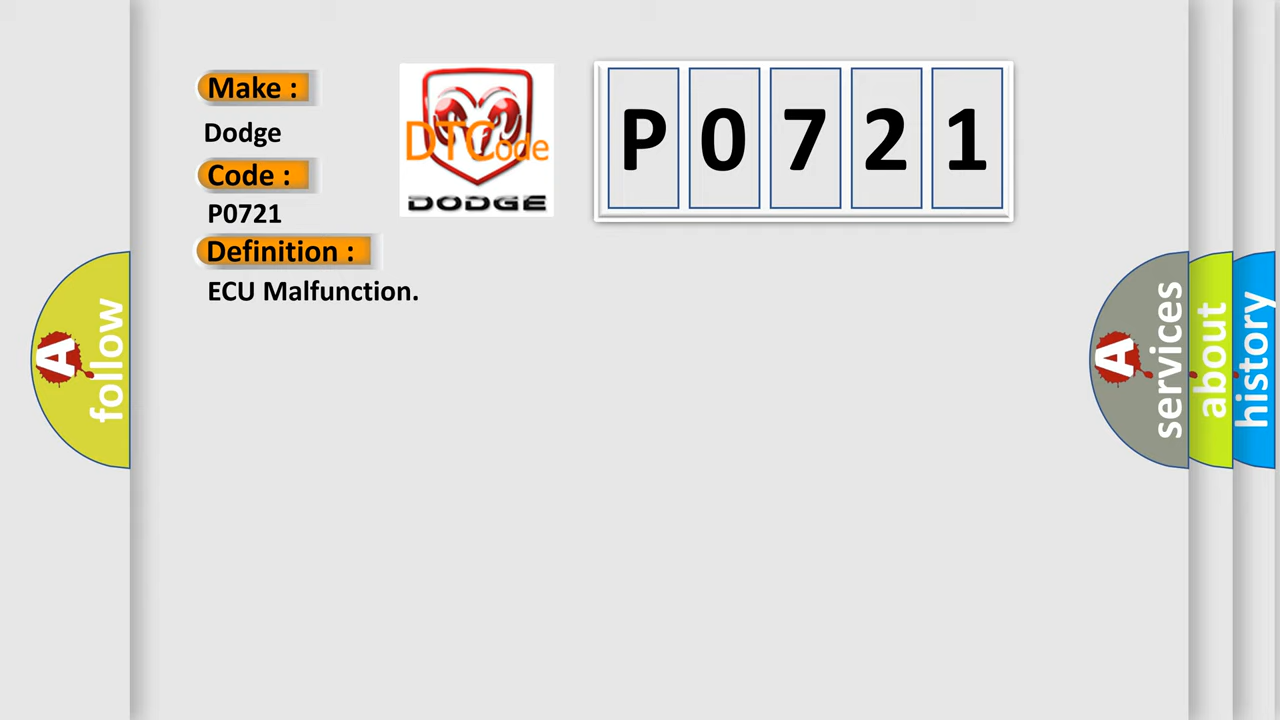 Make :
Dodge
Code :
P0721
Definition :
ECU Malfunction.
DTCode
DODGE
P 0 7 2 1
A follow
A services
about
history